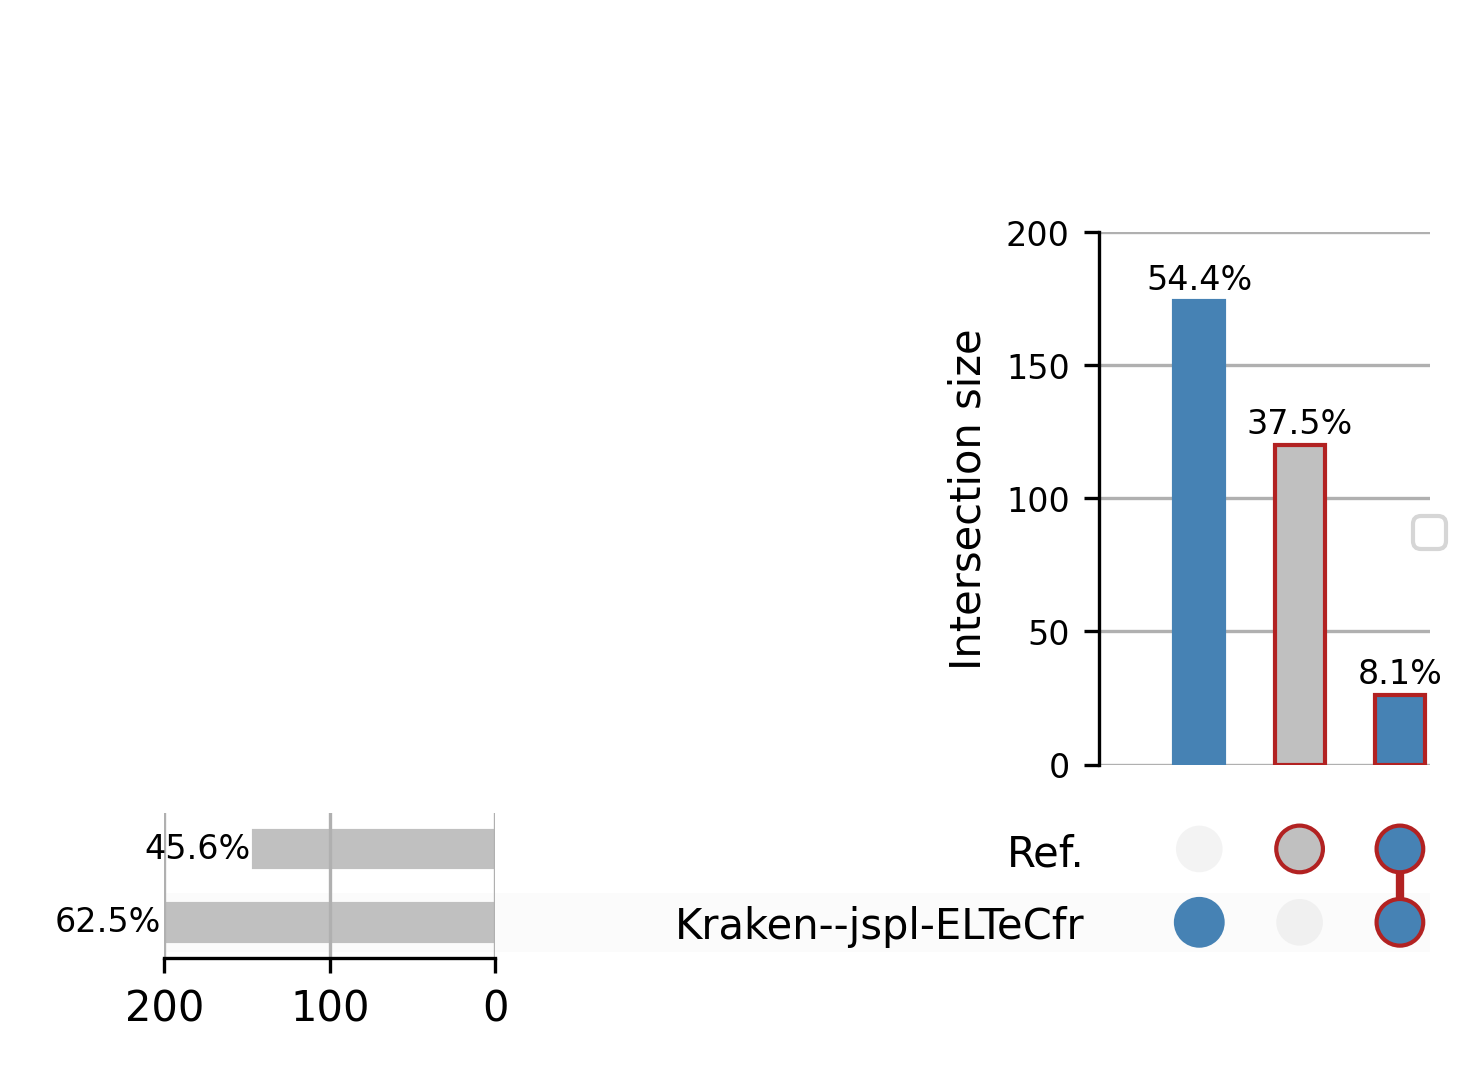 200
54.4%
150
37.5%
100
Intersection size
50
8.1%
0
45.6%
Ref.
62.5%
Kraken--jspl-ELTeCfr
200 100 0